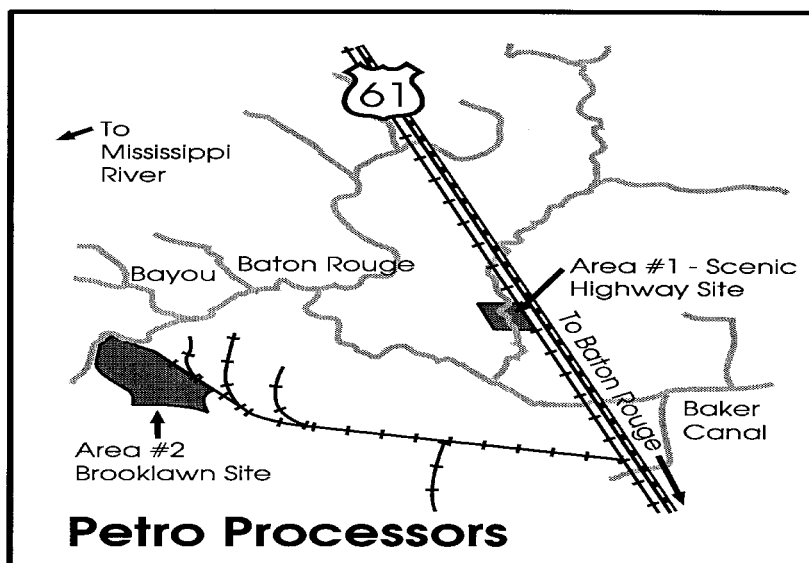 61
To
Mississippi
River
Bayou
Baton Rouge
Area #1 - Scenic
Highway Site
To Baton Rouge
Baker
Canal
Area #2
Brooklawn Site
Petro Processors